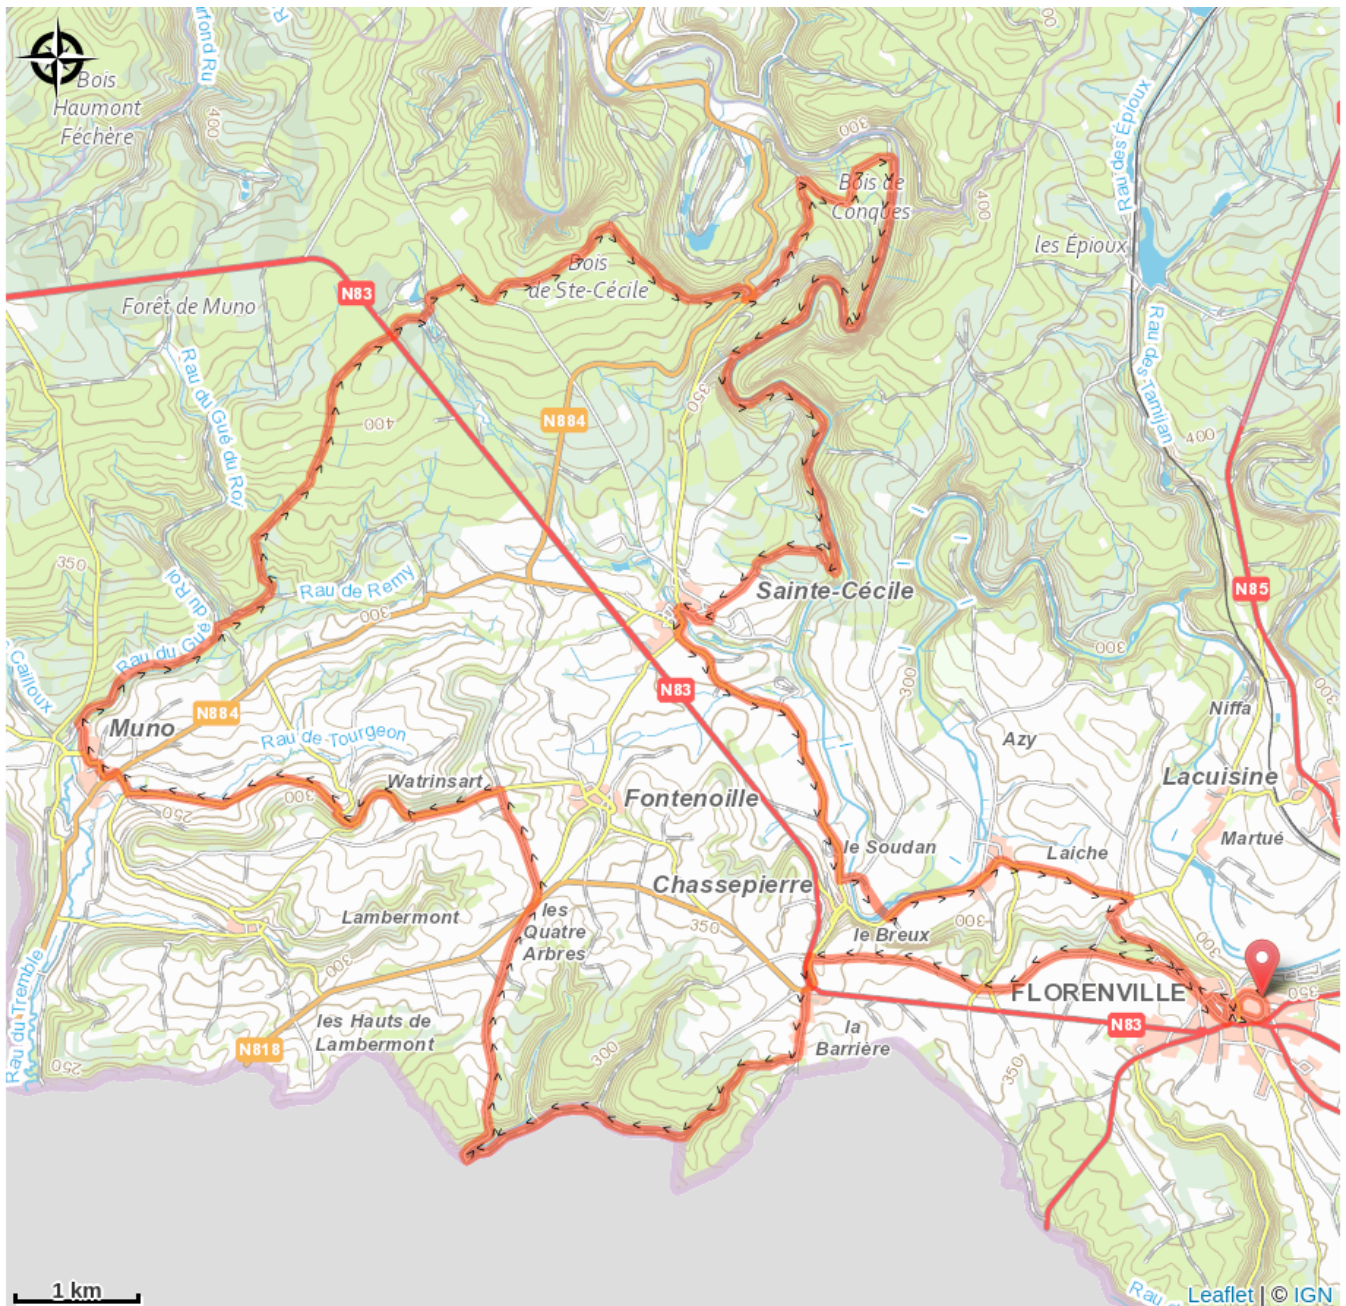 Bois
Haumont
Féchère
400
300
300
Rau des Épioux
Bois de
Conques
400
les Épioux
Bois
de Ste-Cécile
N83
Forêt de Muno
Rau du Gué du Roi
350
Rau des Tamijan
N884
400
400
350
Rau de Remy
300
Sainte-Cécile
N85
du Roi
Rau du Gué
300
300
N83
300
Niffa
N884
Muno
Rau de Tourgeon
Azy
Watrinsart
Lacuisine
300
250
Fontenoille
Martué
le Soudan
Laiche
Chassepierre
Lambermont
les
Quatre
Arbres
350
le Breux
300
300
300
FLORENVILLE
350
Rau du Tremble
les Hauts de
Lambermont
N818
N83
la
Barrière
300
350
250
1 km
Leaflet | © IGN